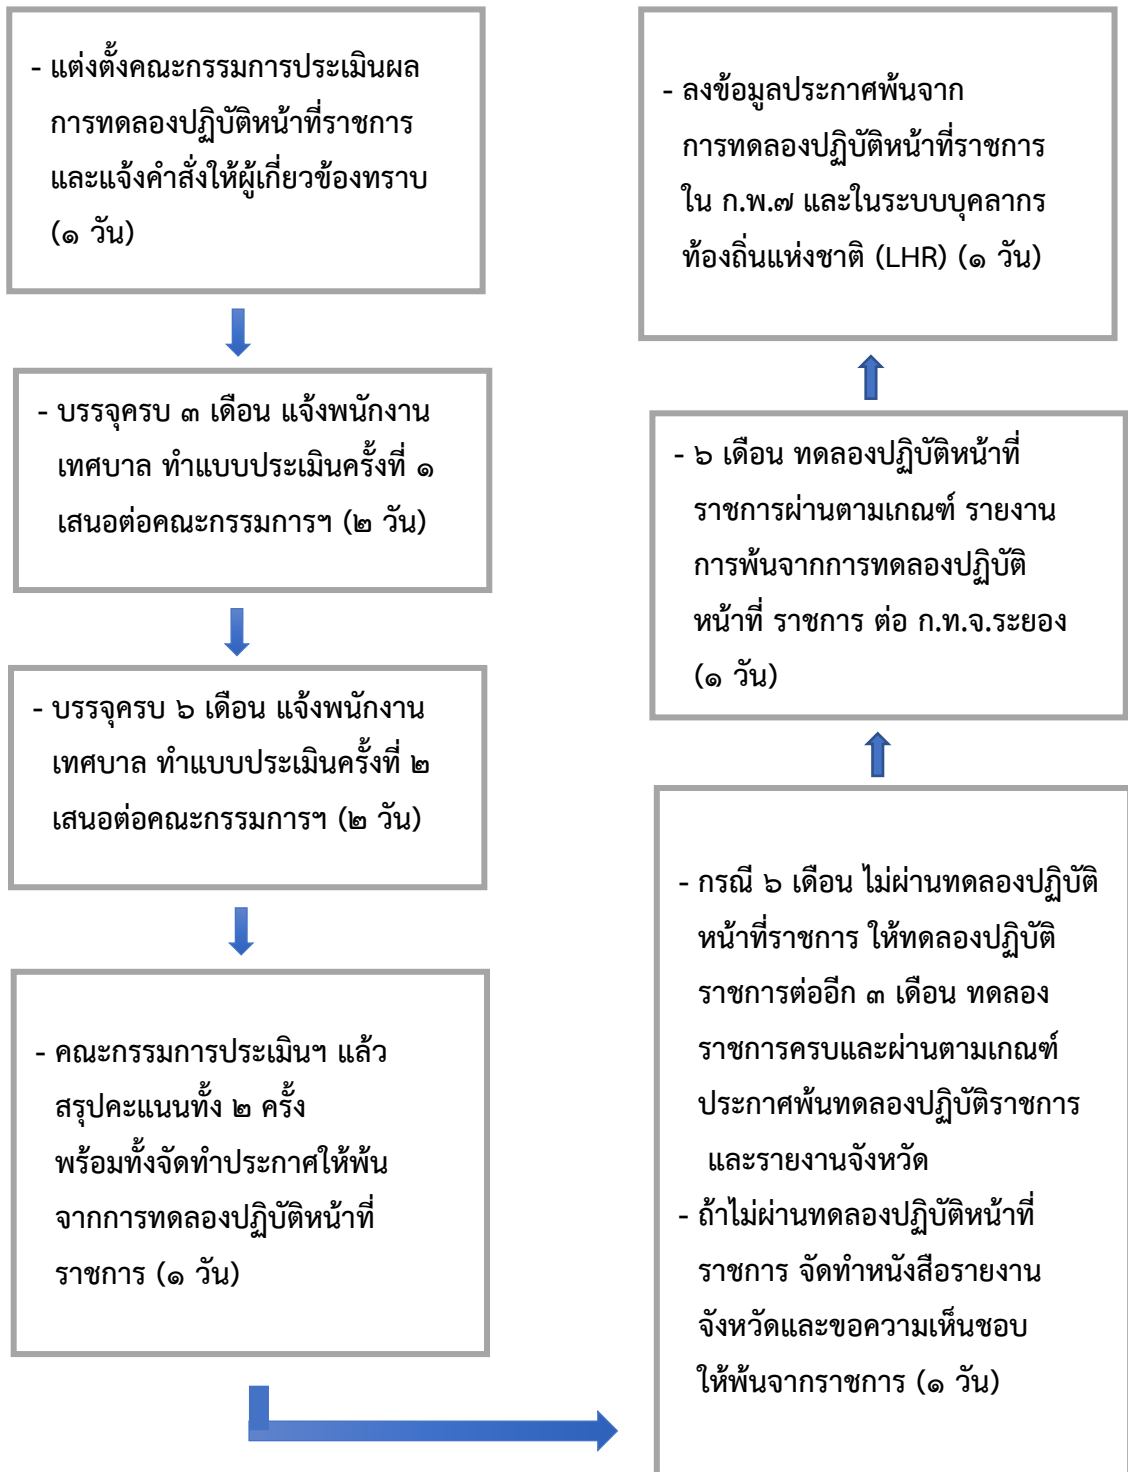 - แต่งตั้งคณะกรรมการประเมินผล
การทดลองปฏิบัติหน้าที่ราชการ
และแจ้งคำสั่งให้ผู้เกี่ยวข้องทราบ
(๑ วัน)
- บรรจุครบ ๓ เดือน แจ้งพนักงาน
เทศบาล ทำแบบประเมินครั้งที่ ๑
เสนอต่อคณะกรรมการฯ (๒ วัน)
- บรรจุครบ ๖ เดือน แจ้งพนักงาน
เทศบาล ทำแบบประเมินครั้งที่ ๒
เสนอต่อคณะกรรมการฯ (๒ วัน)
- คณะกรรมการประเมินฯ แล้ว
สรุปคะแนนทั้ง ๒ ครั้ง
พร้อมทั้งจัดทำประกาศให้พ้น
จากการทดลองปฏิบัติหน้าที่
ราชการ (๑ วัน)
- กรณี ๖ เดือน ไม่ผ่านทดลองปฏิบัติ
หน้าที่ราชการ ให้ทดลองปฏิบัติ
ราชการต่ออีก ๓ เดือน ทดลอง
ราชการครบและผ่านตามเกณฑ์
ประกาศพ้นทดลองปฏิบัติราชการ
และรายงานจังหวัด
- ถ้าไม่ผ่านทดลองปฏิบัติหน้าที่
ราชการ จัดทำหนังสือรายงาน
จังหวัดและขอความเห็นชอบ
ให้พ้นจากราชการ (๑ วัน)
- ๖ เดือน ทดลองปฏิบัติหน้าที่
ราชการผ่านตามเกณฑ์ รายงาน
การพ้นจากการทดลองปฏิบัติ
หน้าที่ ราชการ ต่อ ก.ท.จ.ระยอง
(๑ วัน)
- ลงข้อมูลประกาศพ้นจาก
การทดลองปฏิบัติหน้าที่ราชการ
ใน ก.พ.๗ และในระบบบุคลากร
ท้องถิ่นแห่งชาติ (LHR) (๑ วัน)